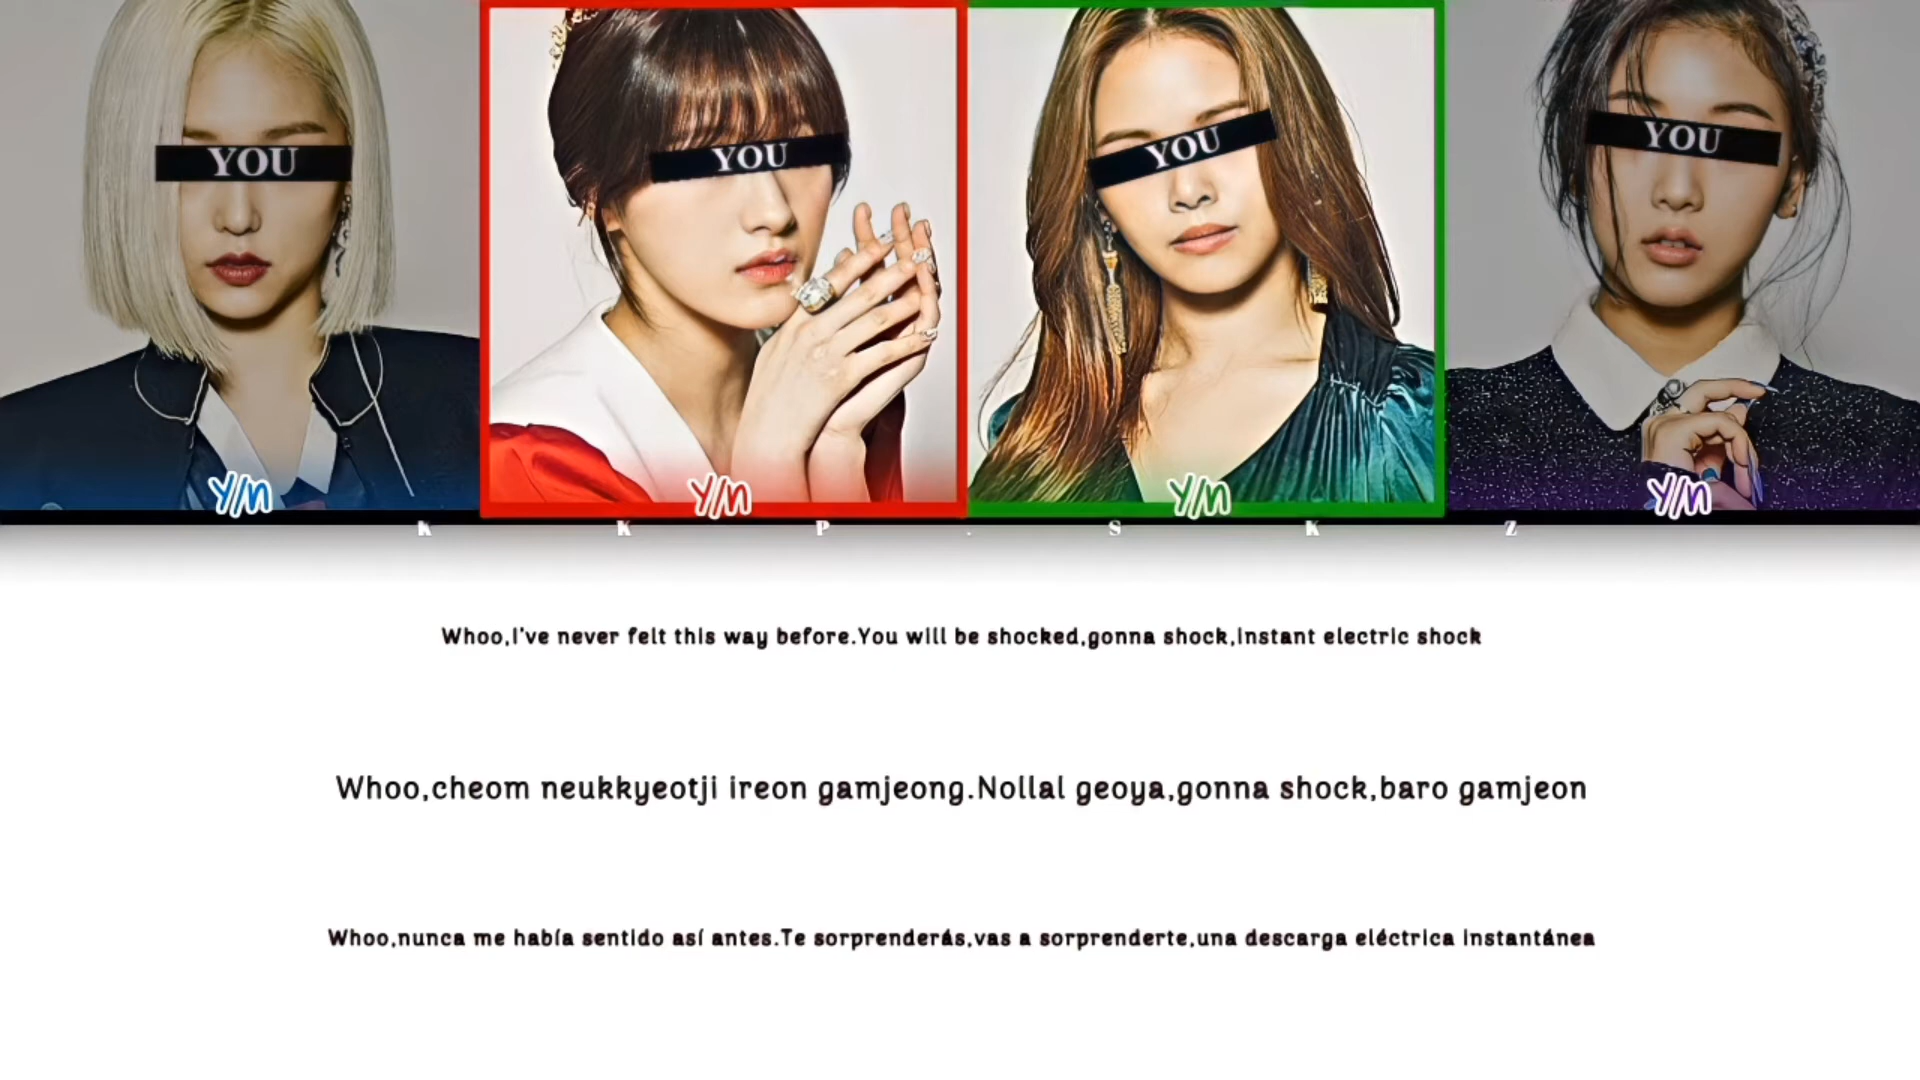 YOU YOU YOU YOU
Y/n Y/n Y/n Y/n
K K P . S K Z
Whoo,I've never felt this way before.You will be shocked,gonna shock,instant electric shock
Whoo,cheom neukkyeotji ireon gamjeong.Nollal geoya,gonna shock,baro gamjeon
Whoo,nunca me había sentido así antes.Te sorprenderás,vas a sorprenderte,una descarga eléctrica instantánea